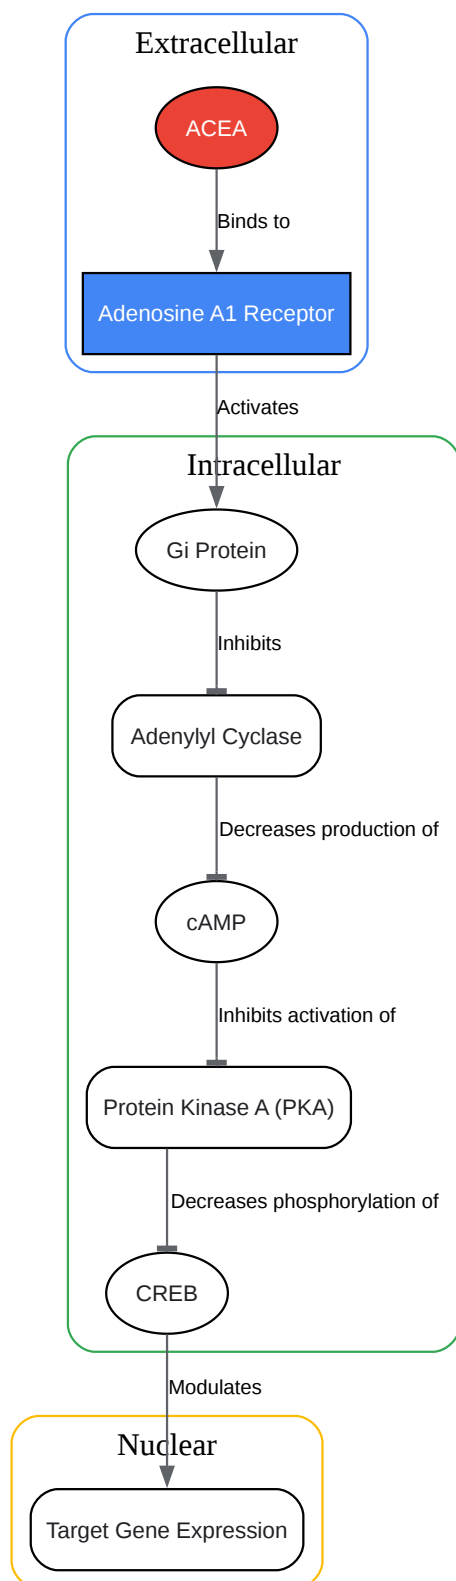 Extracellular
ACEA
Binds to
Adenosine A1 Receptor
Activates
Intracellular
Gi Protein
Inhibits
Adenylyl Cyclase
Decreases production of
cAMP
Inhibits activation of
Protein Kinase A (PKA)
Decreases phosphorylation of
CREB
Modulates
Nuclear
Target Gene Expression